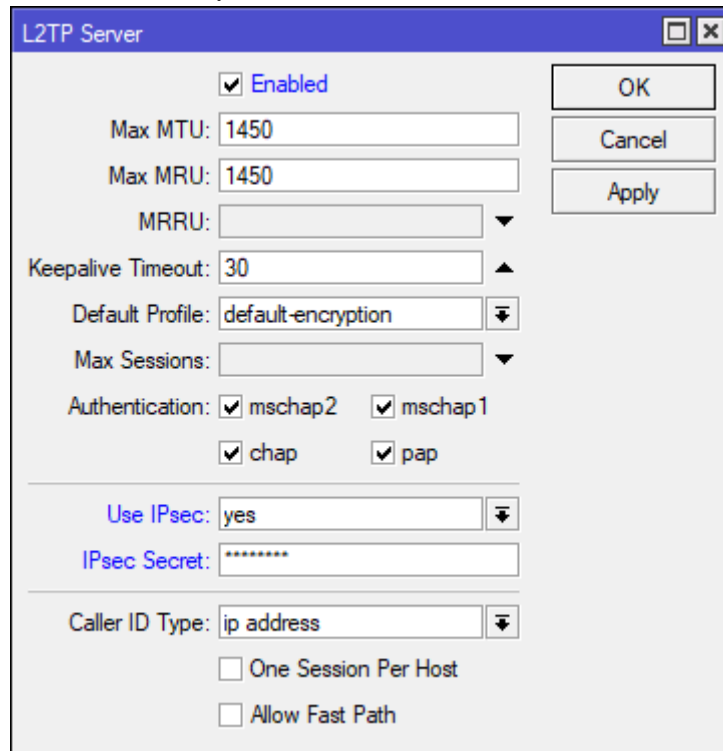 L2TP Server
Enabled
OK
Max MTU: 1450
Cancel
Max MRU: 1450
Apply
MRRU:
Keepalive Timeout: 30
Default Profile: default-encryption
Max Sessions:
Authentication: mschap2 mschap1
chap pap
Use IPsec: yes
IPsec Secret: ********
Caller ID Type: ip address
One Session Per Host
Allow Fast Path